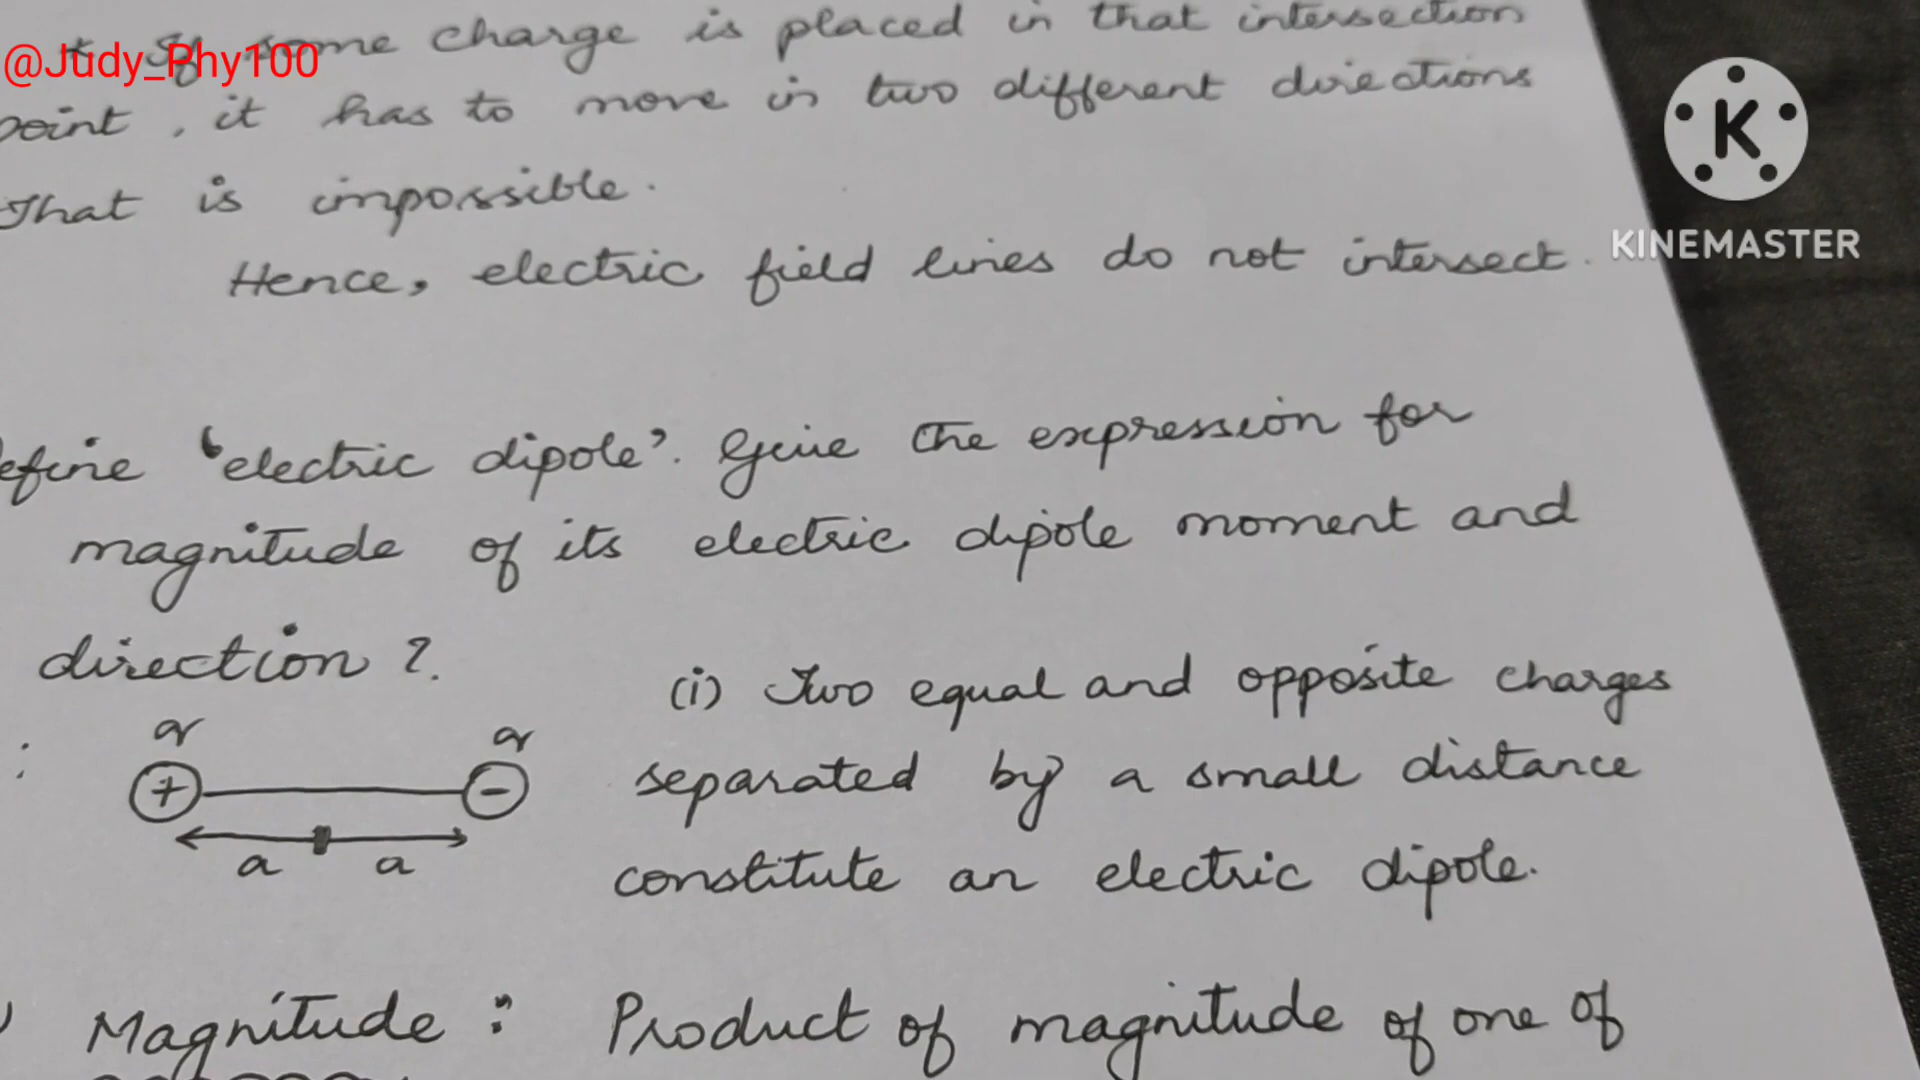 * If some charge is placed in that intersection
@Judy_Phy100
point, it has to move in two different directions
That is impossible.
Hence, electric field lines do not intersect.
KINEMASTER
efine 'electric dipole'. Give the expression for
magnitude of its electric dipole moment and
direction?
(i) Two equal and opposite charges
q q
+ -
separated by a small distance
a a
constitute an electric dipole.
) Magnitude: Product of magnitude of one of